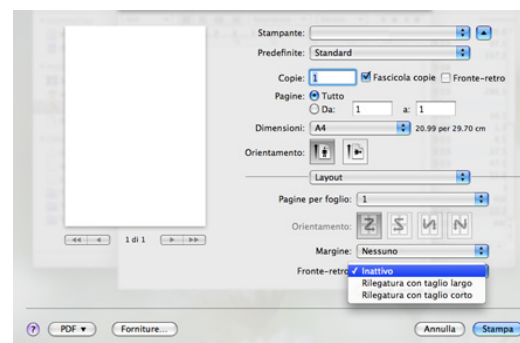 Stampante:
Predefinite: Standard
Copie: 1 Fascicola copie Fronte-retro
Pagine: Tutto
Da: 1 a: 1
Dimensioni: A4 20.99 per 29.70 cm
Orientamento:
Layout
Pagine per foglio: 1
Orientamento:
1 di 1
Margine: Nessuno
Fronte-retro: Inattivo
Rilegatura con taglio largo
Rilegatura con taglio corto
? PDF Forniture... Annulla Stampa